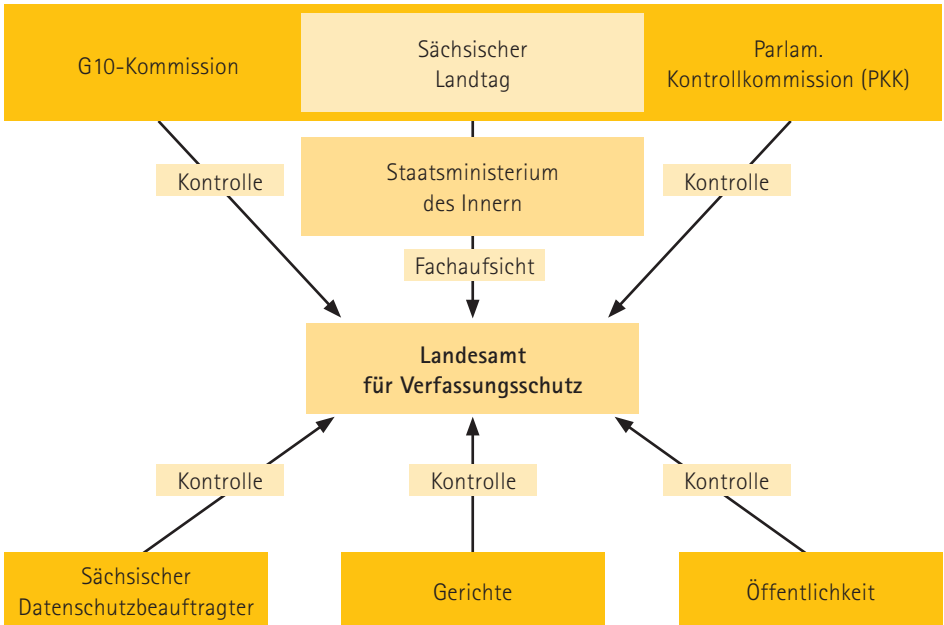 G10-Kommission
Sächsischer
Landtag
Parlam.
Kontrollkommission (PKK)
Kontrolle
Staatsministerium
des Innern
Kontrolle
Fachaufsicht
Landesamt
für Verfassungsschutz
Kontrolle
Kontrolle
Kontrolle
Sächsischer
Datenschutzbeauftragter
Gerichte
Öffentlichkeit